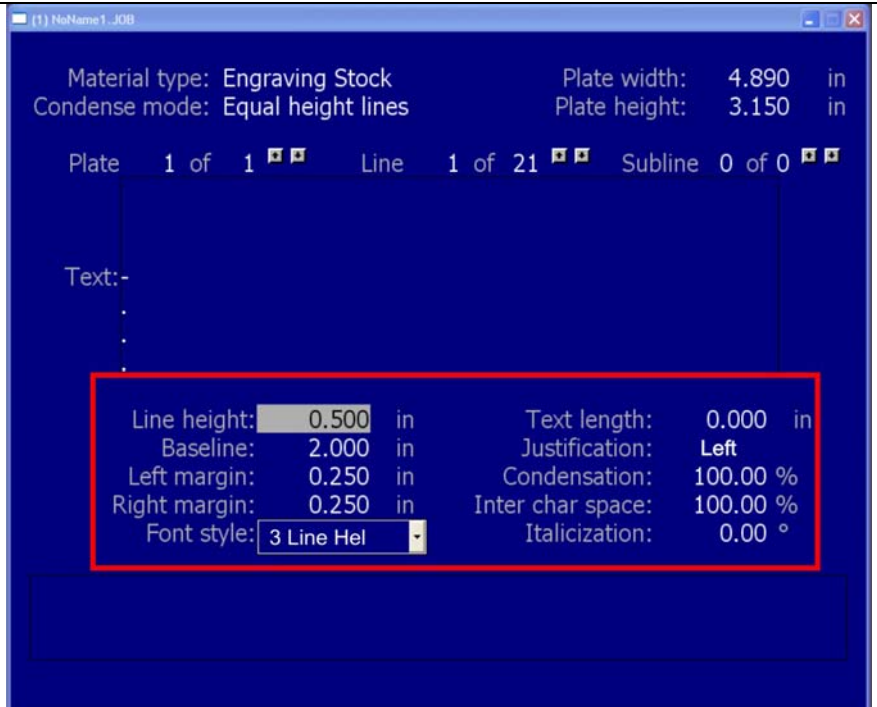 (1) NoName1.JOB
Material type: Engraving Stock Plate width: 4.890 in
Condense mode: Equal height lines Plate height: 3.150 in
Plate 1 of 1 Line 1 of 21 Subline 0 of 0
Text:-
.
.
.
Line height: 0.500 in Text length: 0.000 in
Baseline: 2.000 in Justification: Left
Left margin: 0.250 in Condensation: 100.00 %
Right margin: 0.250 in Inter char space: 100.00 %
Font style: 3 Line Hel Italicization: 0.00 °